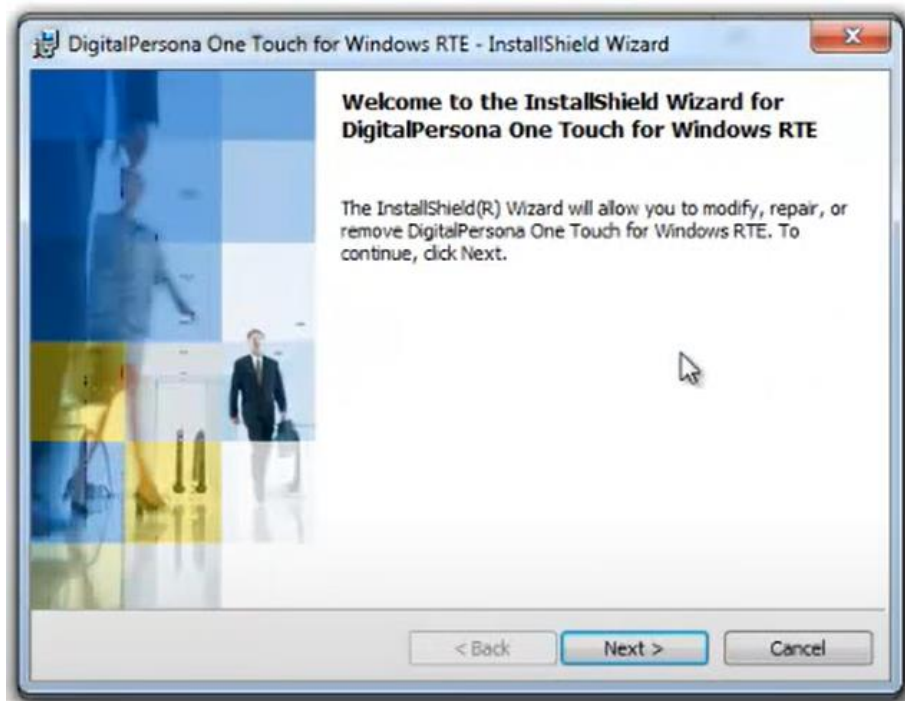 DigitalPersona One Touch for Windows RTE - InstallShield Wizard
Welcome to the InstallShield Wizard for
DigitalPersona One Touch for Windows RTE
The InstallShield(R) Wizard will allow you to modify, repair, or
remove DigitalPersona One Touch for Windows RTE. To
continue, click Next.
< Back Next > Cancel